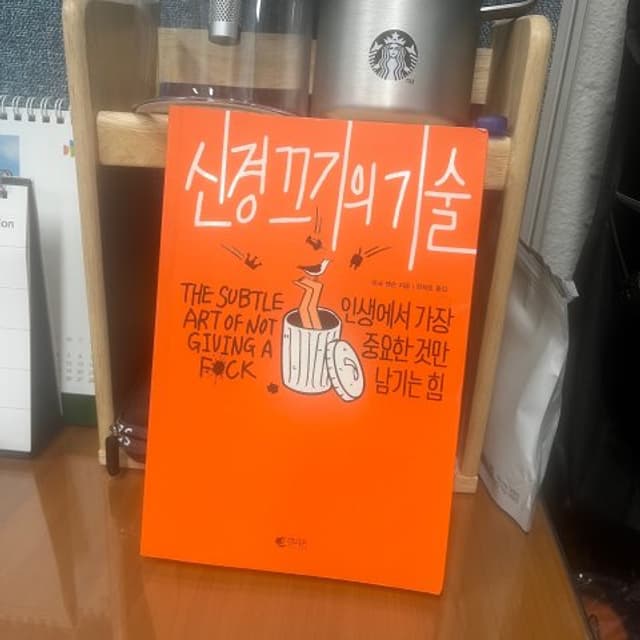 신경 끄기의 기술
THE SUBTLE
ART OF NOT
GIVING A
F*CK
인생에서 가장
중요한 것만
남기는 힘